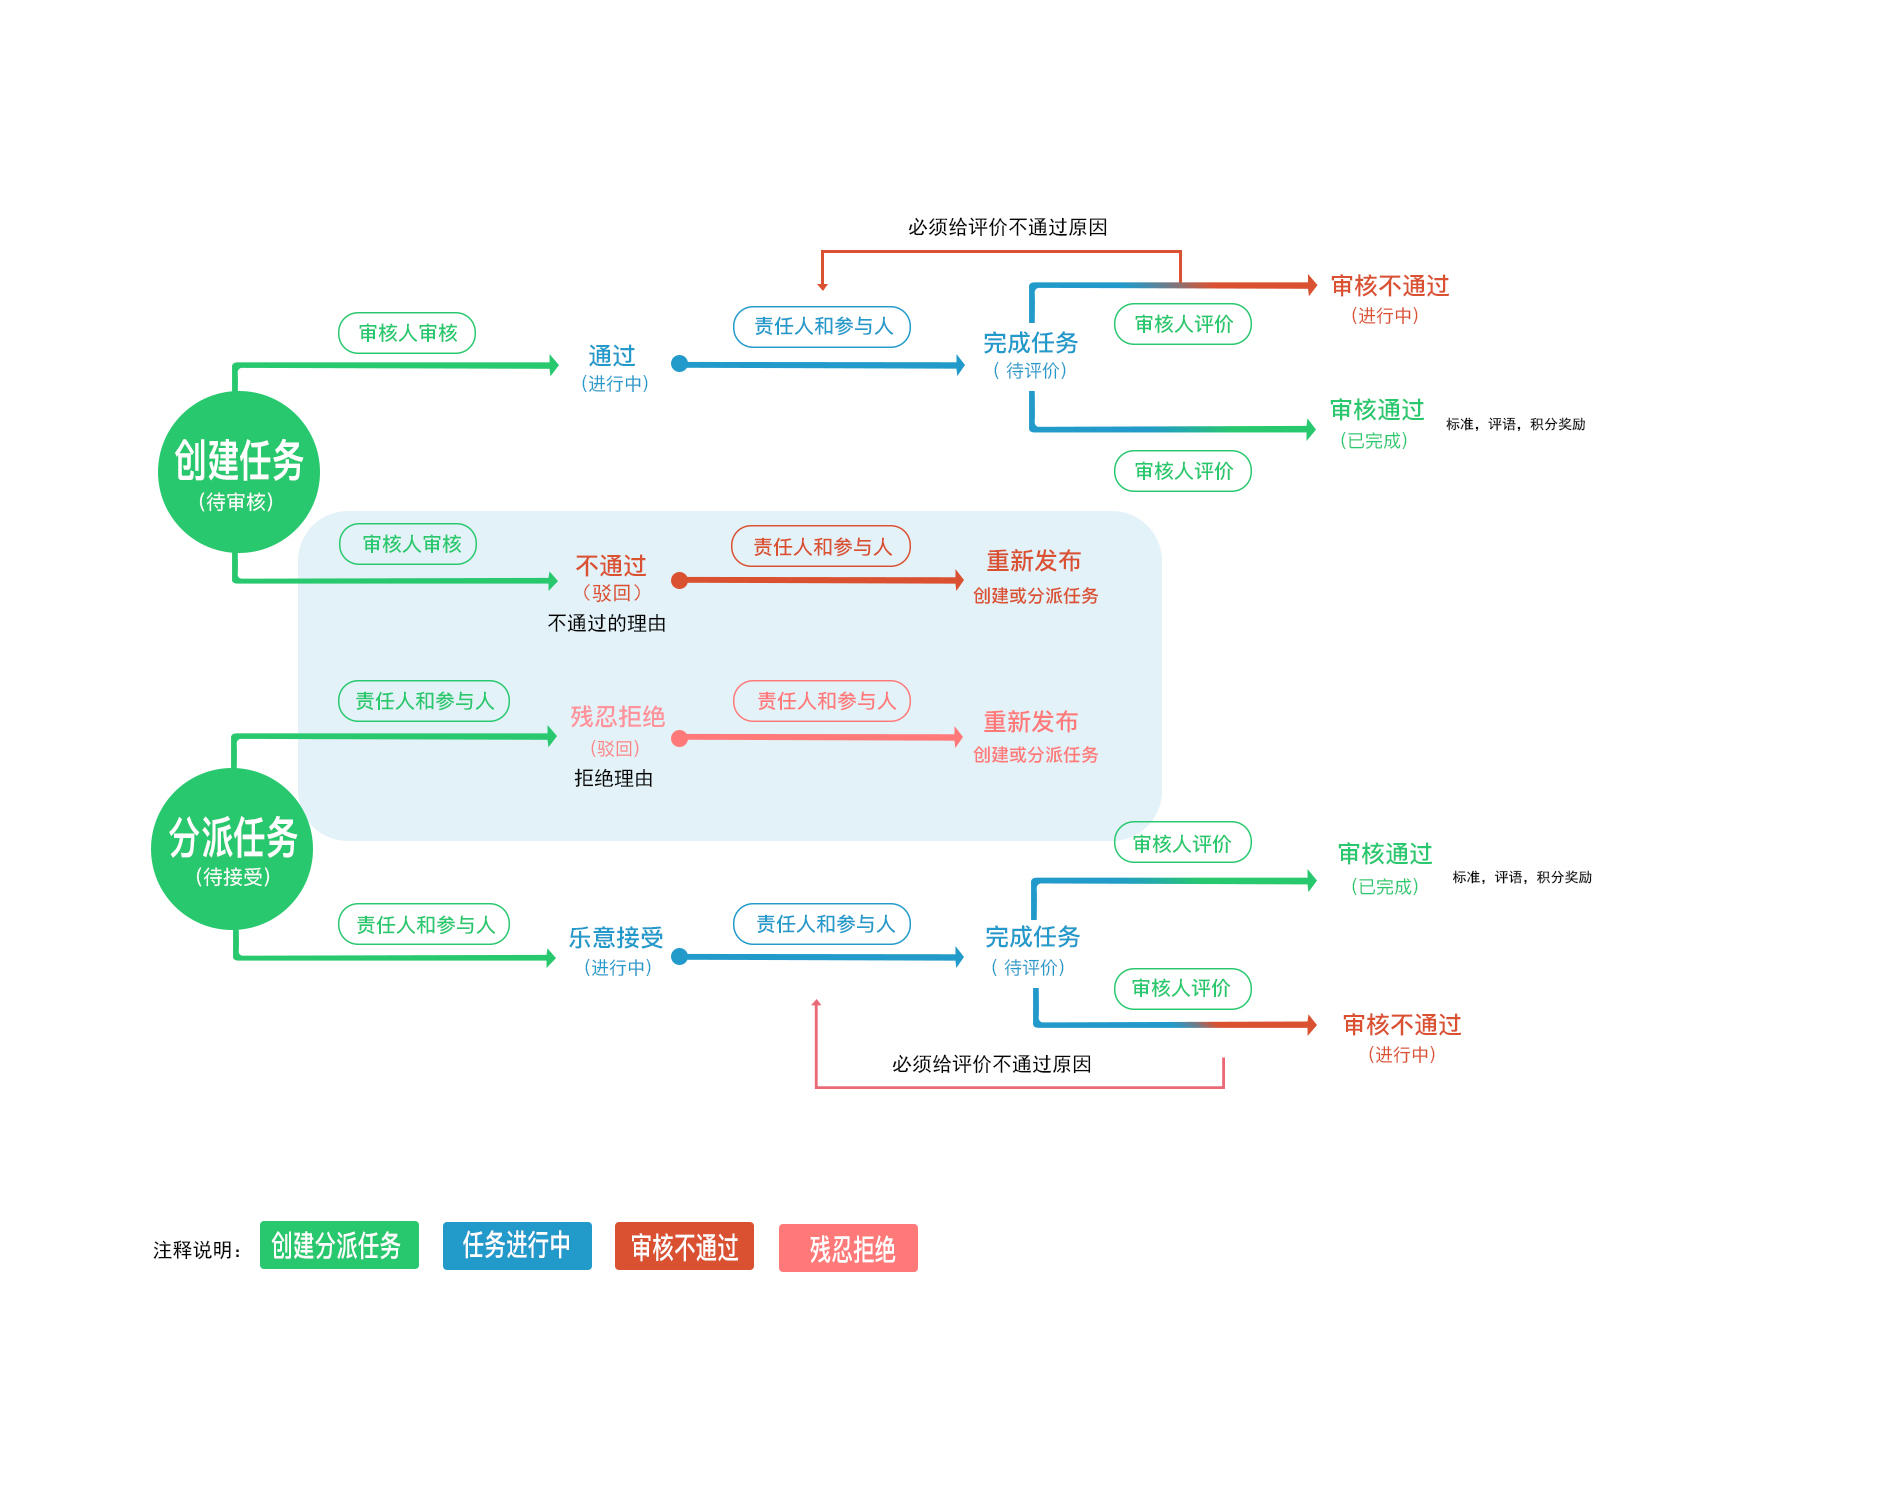 必须给评价不通过原因
审核人审核
责任人和参与人
审核人评价
审核不通过
(进行中)
通过
(进行中)
完成任务
( 待评价)
创建任务
(待审核)
审核通过
(已完成)
标准，评语，积分奖励
审核人评价
审核人审核
不通过
（驳回）
不通过的理由
责任人和参与人
重新发布
创建或分派任务
责任人和参与人
残忍拒绝
(驳回)
拒绝理由
责任人和参与人
重新发布
创建或分派任务
分派任务
(待接受)
审核人评价
审核通过
(已完成)
标准，评语，积分奖励
责任人和参与人
乐意接受
(进行中)
责任人和参与人
完成任务
( 待评价)
审核人评价
审核不通过
(进行中)
必须给评价不通过原因
注释说明：
创建分派任务
任务进行中
审核不通过
残忍拒绝